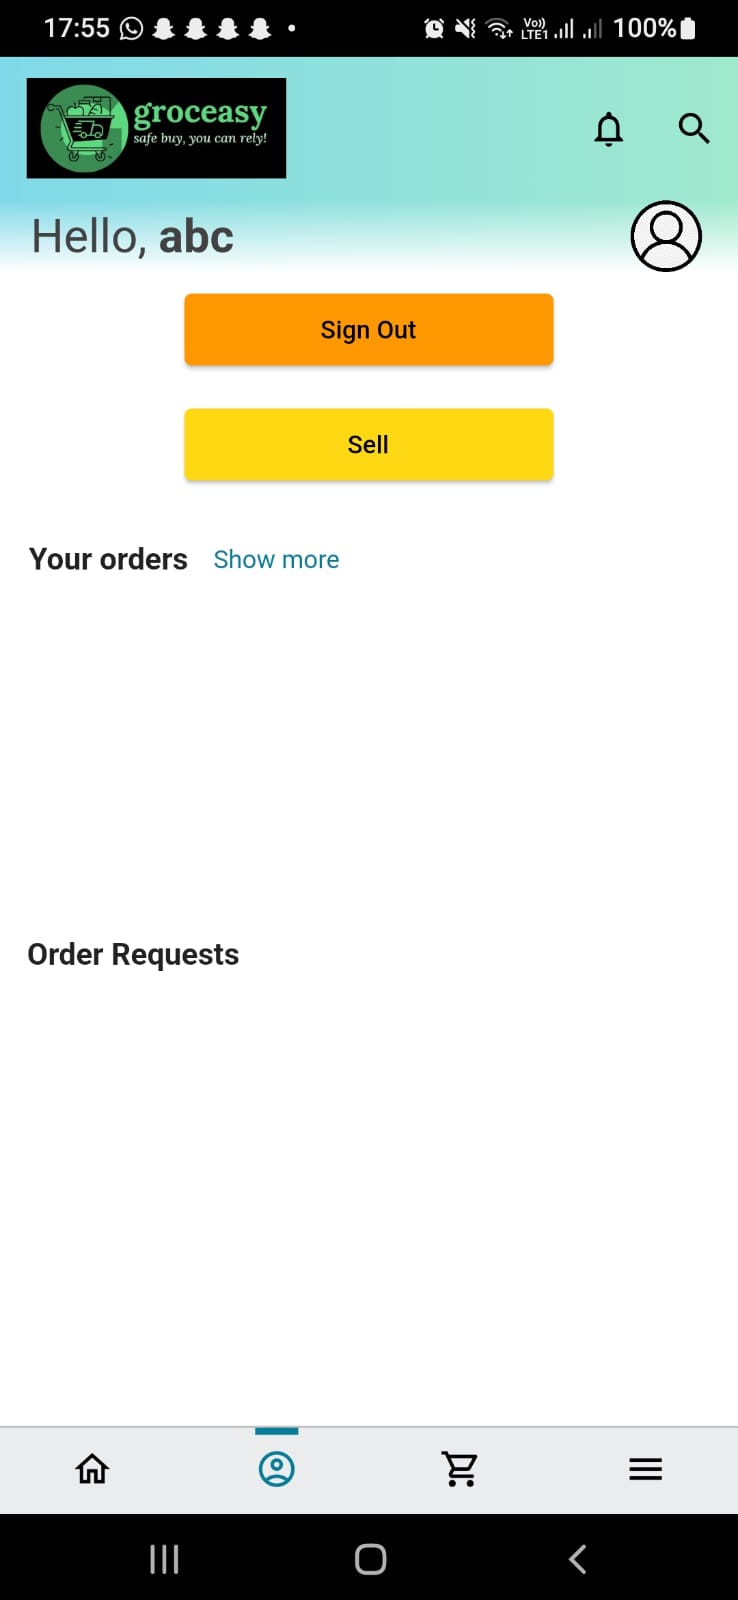 17:55
Vo)) LTE1 100%
groceasy
safe buy, you can rely!
Hello, abc
Sign Out
Sell
Your orders Show more
Order Requests